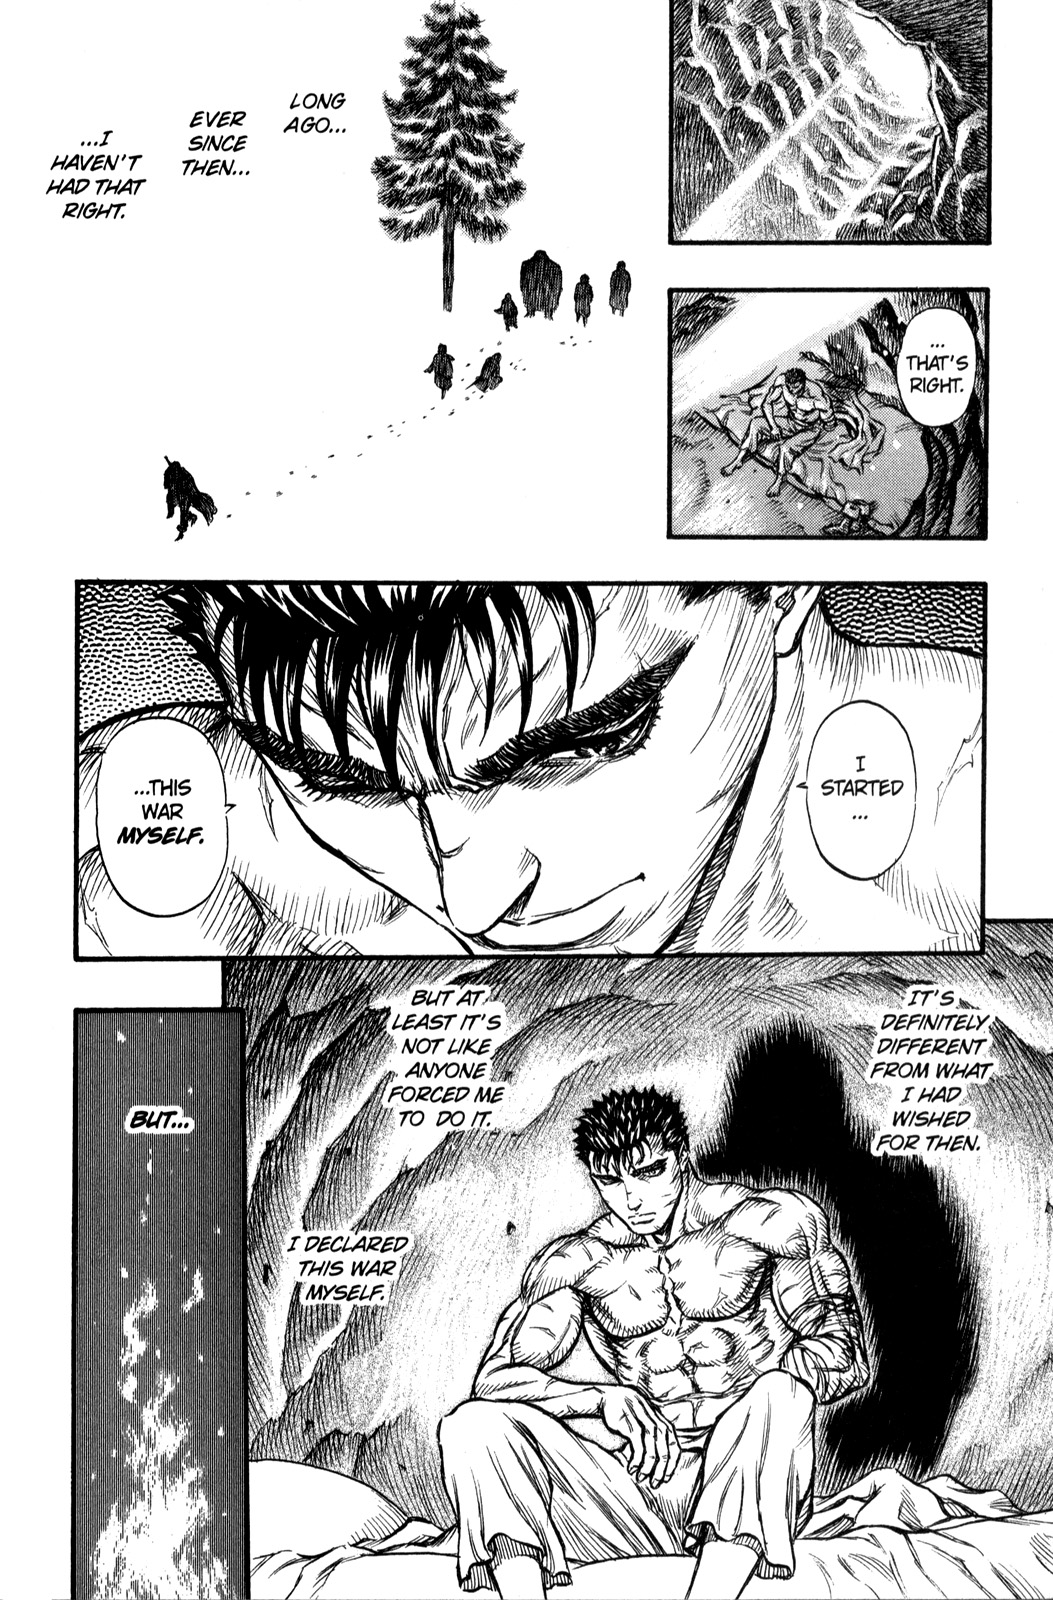 LONG
AGO...
EVER
SINCE
THEN...
...I
HAVEN'T
HAD THAT
RIGHT.
...
THAT'S
RIGHT.
I
STARTED
...
...THIS
WAR
MYSELF.
IT'S
DEFINITELY
DIFFERENT
FROM WHAT
I HAD
WISHED
FOR THEN.
BUT AT
LEAST IT'S
NOT LIKE
ANYONE
FORCED ME
TO DO IT.
I DECLARED
THIS WAR
MYSELF.
BUT...